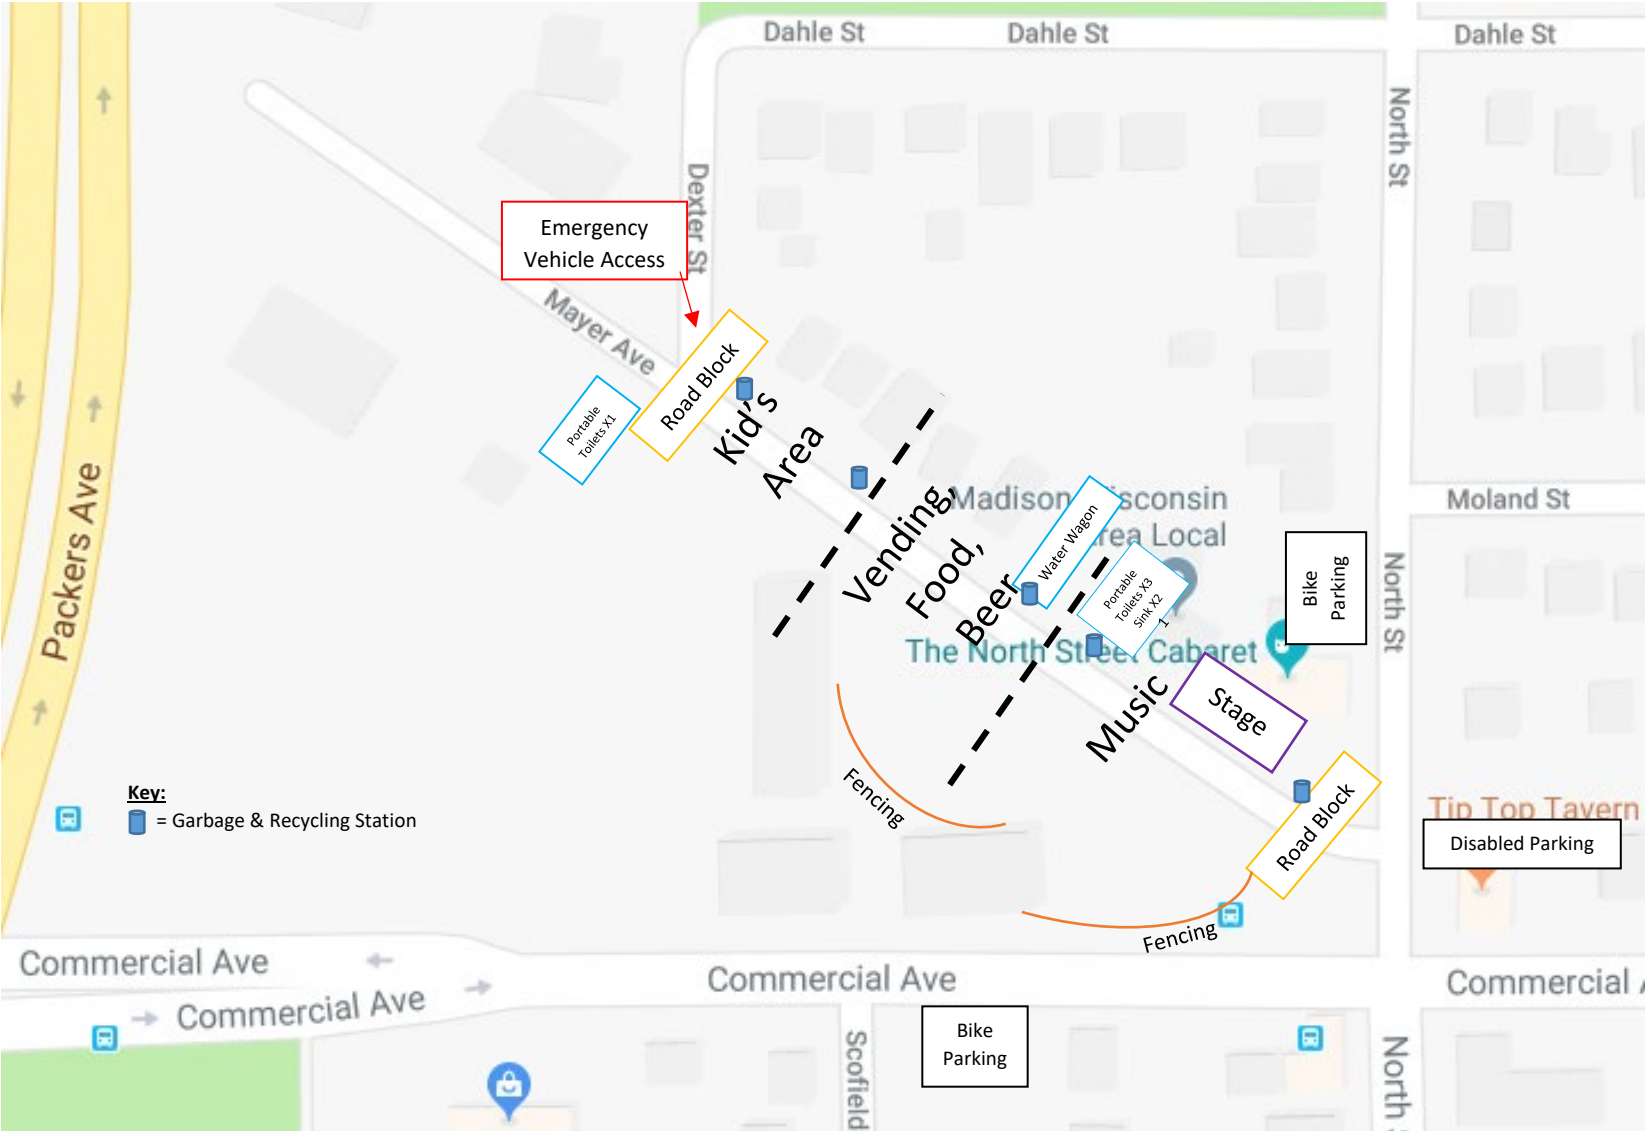 Dahle St
Dahle St
Dahle St
North St
Dexter St
Emergency
Vehicle Access
Mayer Ave
Road Block
Portable
Toilets X1
Kid's
Area
Vending,
Food,
Beer
Madison
isconsin
rea Local
Water Wagon
Portable
Toilets X3
Sink X2
1
Moland St
Bike
Parking
North St
Packers Ave
The North Street Cabaret
Music
Stage
Fencing
Key:
= Garbage & Recycling Station
Road Block
Tip Top Tavern
Disabled Parking
Fencing
Commercial Ave
Commercial Ave
Commercial Ave
Commercial
Scofield
Bike
Parking
North